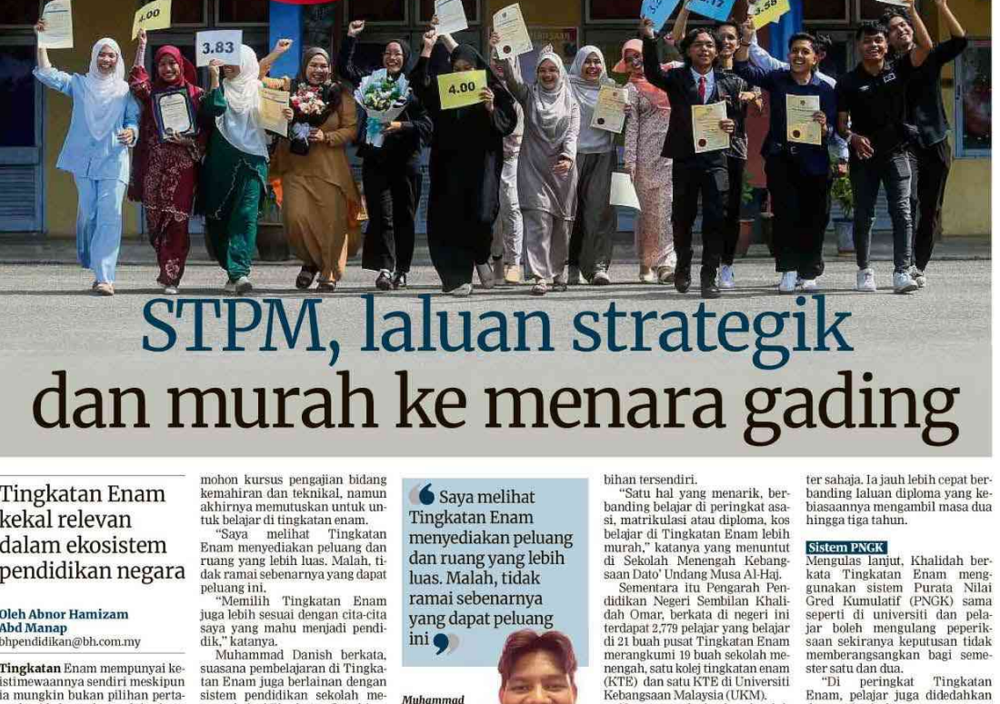 4.00
3.83
4.00
3.58
STPM, laluan strategik
dan murah ke menara gading
Tingkatan Enam
kekal relevan
dalam ekosistem
pendidikan negara
Oleh Abnor Hamizam
Abd Manap
bhpendidikan@bh.com.my
Tingkatan Enam mempunyai ke-
istimewaannya sendiri meskipun
ia mungkin bukan pilihan perta-
mohon kursus pengajian bidang
kemahiran dan teknikal, namun
akhirnya memutuskan untuk un-
tuk belajar di tingkatan enam.
“Saya melihat Tingkatan
Enam menyediakan peluang dan
ruang yang lebih luas. Malah, ti-
dak ramai sebenarnya yang dapat
peluang ini.
“Memilih Tingkatan Enam
juga lebih sesuai dengan cita-cita
saya yang mahu menjadi pendi-
dik,” katanya.
Muhammad Danish berkata,
suasana pembelajaran di Tingka-
tan Enam juga berlainan dengan
sistem pendidikan sekolah me-
Saya melihat
Tingkatan Enam
menyediakan peluang
dan ruang yang lebih
luas. Malah, tidak
ramai sebenarnya
yang dapat peluang
ini
Muhammad
bihan tersendiri.
“Satu hal yang menarik, ber-
banding belajar di peringkat asa-
si, matrikulasi atau diploma, kos
belajar di Tingkatan Enam lebih
murah,” katanya yang menuntut
di Sekolah Menengah Kebang-
saan Dato’ Undang Musa Al-Haj.
Sementara itu Pengarah Pen-
didikan Negeri Sembilan Khali-
dah Omar, berkata di negeri ini
terdapat 2,779 pelajar yang belajar
di 21 buah pusat Tingkatan Enam
merangkumi 19 buah sekolah me-
nengah, satu kolej tingkatan enam
(KTE) dan satu KTE di Universiti
Kebangsaan Malaysia (UKM).
ter sahaja. Ia jauh lebih cepat ber-
banding laluan diploma yang ke-
biasaannya mengambil masa dua
hingga tiga tahun.
Sistem PNGK
Mengulas lanjut, Khalidah ber-
kata Tingkatan Enam meng-
gunakan sistem Purata Nilai
Gred Kumulatif (PNGK) sama
seperti di universiti dan pela-
jar boleh mengulang peperik-
saan sekiranya keputusan tidak
memberangsangkan bagi seme-
ster satu dan dua.
“Di peringkat Tingkatan
Enam, pelajar juga didedahkan